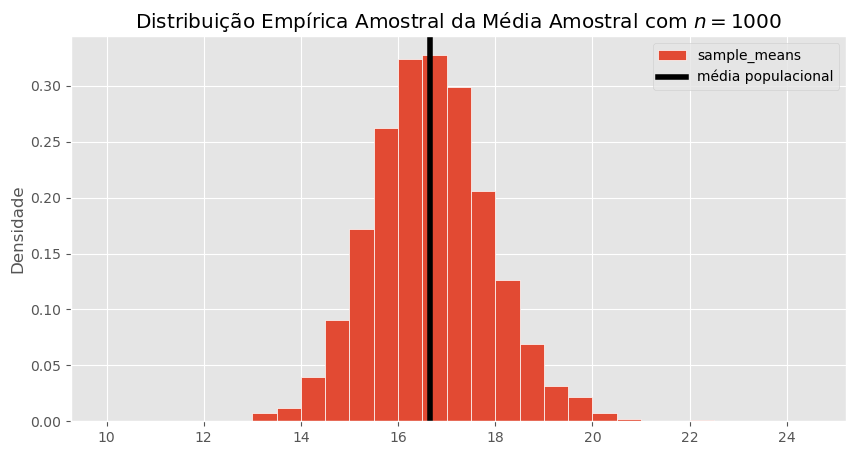 Distribuição Empírica Amostral da Média Amostral com n = 1000
sample_means
média populacional
Densidade
0.30
0.25
0.20
0.15
0.10
0.05
0.00
10 12 14 16 18 20 22 24